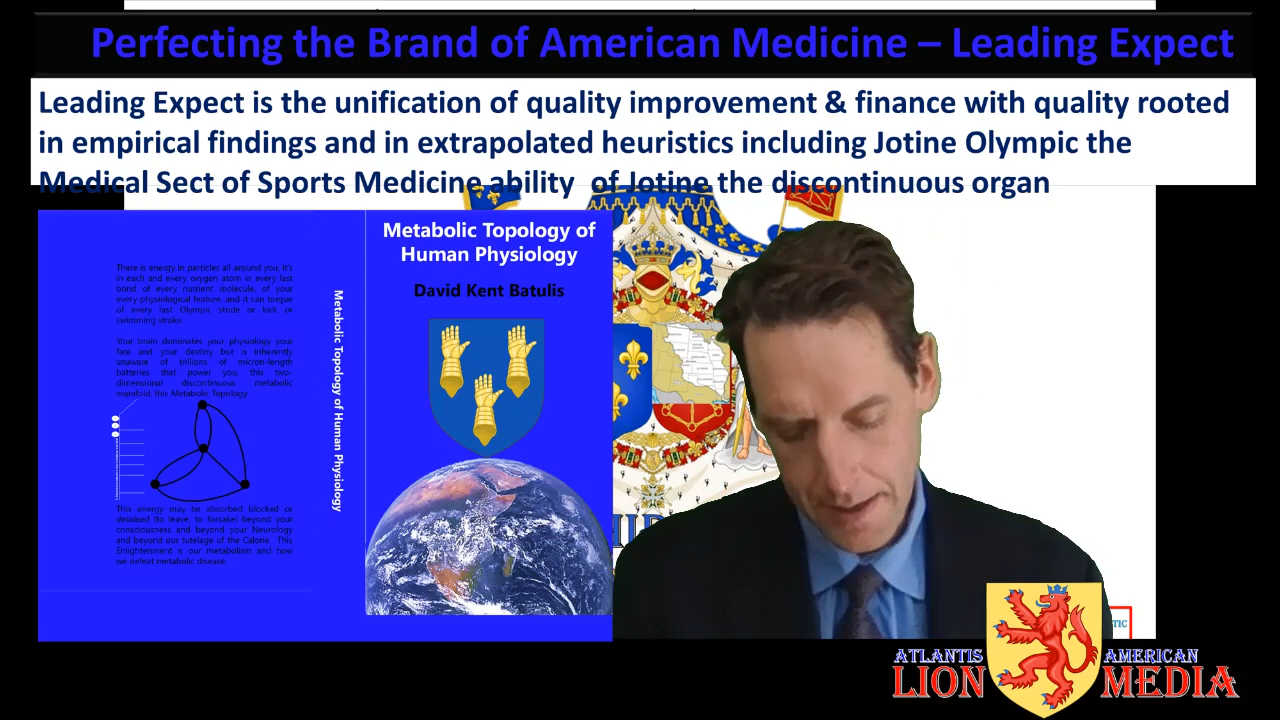 Perfecting the Brand of American Medicine – Leading Expect
Leading Expect is the unification of quality improvement & finance with quality rooted
in empirical findings and in extrapolated heuristics including Jotine Olympic the
Medical Sect of Sports Medicine ability of Jotine the discontinuous organ
There is energy in particles all around you; it's
in each and every oxygen atom in every last
bond of every nutrient molecule, of your
every physiological feature, and it can torque
of every last Olympic stride or lock or
swimming stroke.
Your brain dominates your physiology your
fate and your destiny but is inherently
unaware of trillions of micron-length
batteries that power you, this two-
dimensional discontinuous metabolic
manifold, this Metabolic Topology.
This energy may be absorbed blocked or
(to leave, to forsake) beyond your
consciousness and beyond your Neurology
and beyond our tutelage of the Calorie. This
Enlightenment is our metabolism and how
we defeat metabolic disease.
Metabolic Topology of Human Physiology
Metabolic Topology of
Human Physiology
David Kent Batulis
TIC
ATLANTIS AMERICAN
LION MEDIA